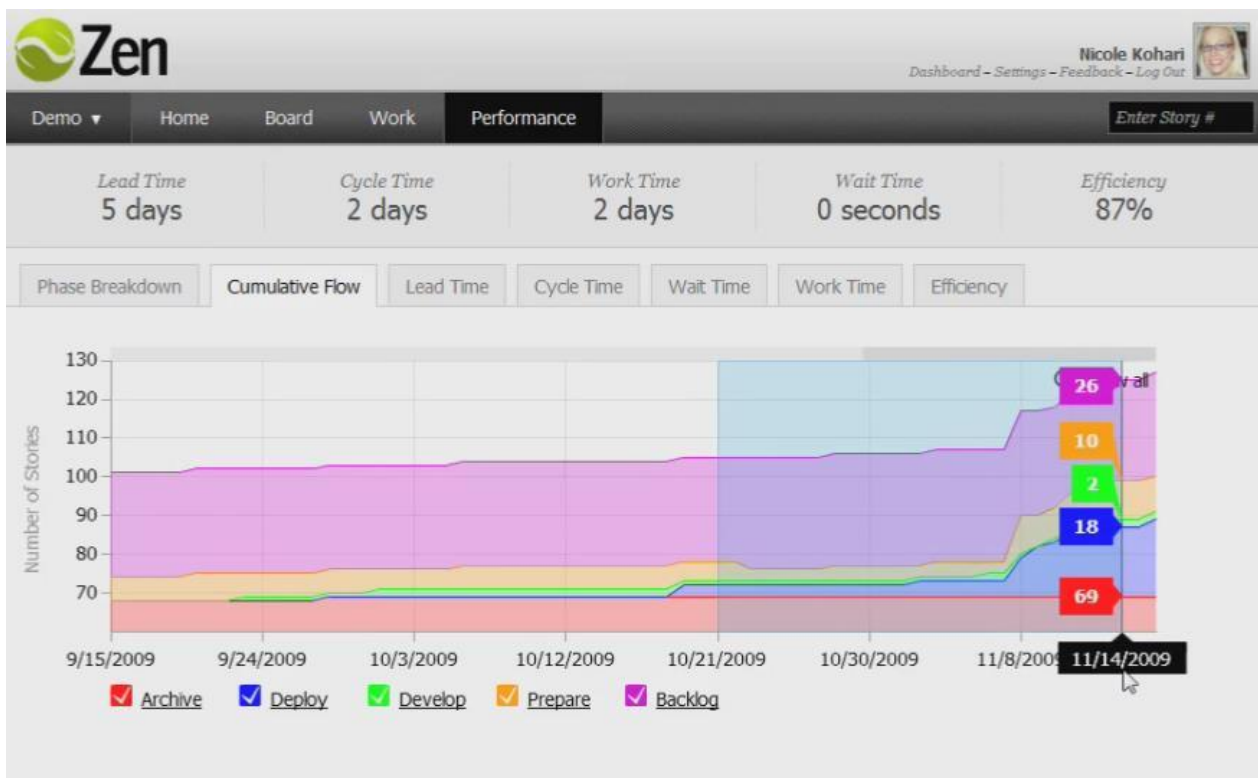 Zen
Nicole Kohari
Dashboard – Settings – Feedback – Log Out
Demo ▾ Home Board Work Performance Enter Story #
Lead Time Cycle Time Work Time Wait Time Efficiency
5 days 2 days 2 days 0 seconds 87%
Phase Breakdown Cumulative Flow Lead Time Cycle Time Wait Time Work Time Efficiency
Number of Stories
130
120
110
100
90
80
70
all
26
10
2
18
69
9/15/2009 9/24/2009 10/3/2009 10/12/2009 10/21/2009 10/30/2009 11/14/2009
Archive Deploy Develop Prepare Backlog